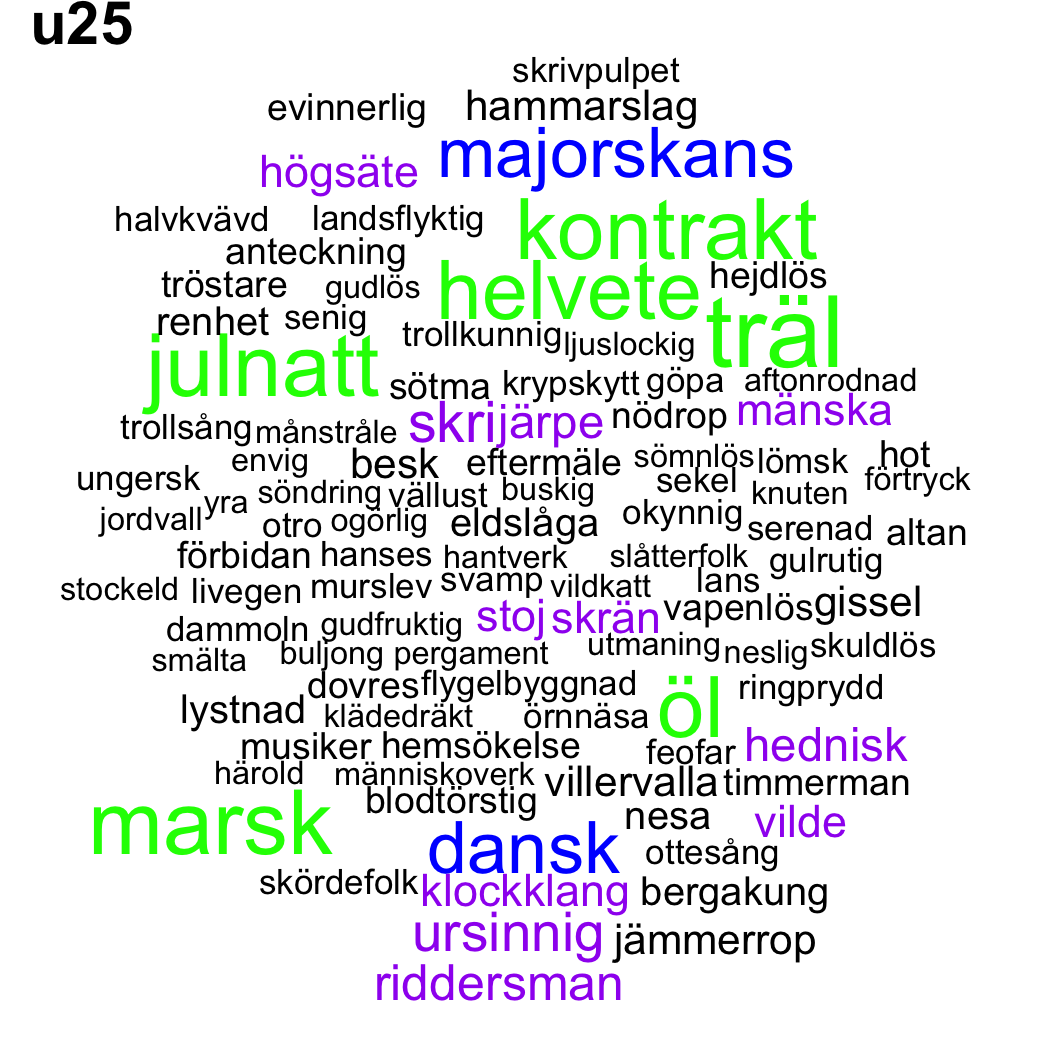 u25
skrivpulpet
evinnerlig hammarslag
högsäte majorskans
halvkvävd landsflyktig kontrakt
anteckning
tröstare gudlös helvete hejdlös
renhet senig trollkunnig ljuslockig träl
julnatt sötma krypskytt göpa aftonrodnad
trollsång månstråle skri järpe nödrop mänska
ungersk envig besk eftermäle sömnlös lömsk hot
yra söndring vällust buskig sekel knuten förtryck
jordvall otro ogörlig eldslåga okynnig serenad altan
förbidan hanses hantverk slåtterfolk gulrutig
stockeld livegen murslev svamp vildkatt lans
dammoln gudfruktig stoj skrän vapenlös gissel
smälta buljong pergament utmaning neslig skuldlös
dovres flygelbyggnad ringprydd
lystnad klädedräkt örnnäsa öl
musiker hemsökelse feofar hednisk
härold människoverk villervalla timmerman
marsk blodtörstig nesa vilde
dansk ottesång
skördefolk klockklang bergakung
ursinnig jämmerrop
riddersman